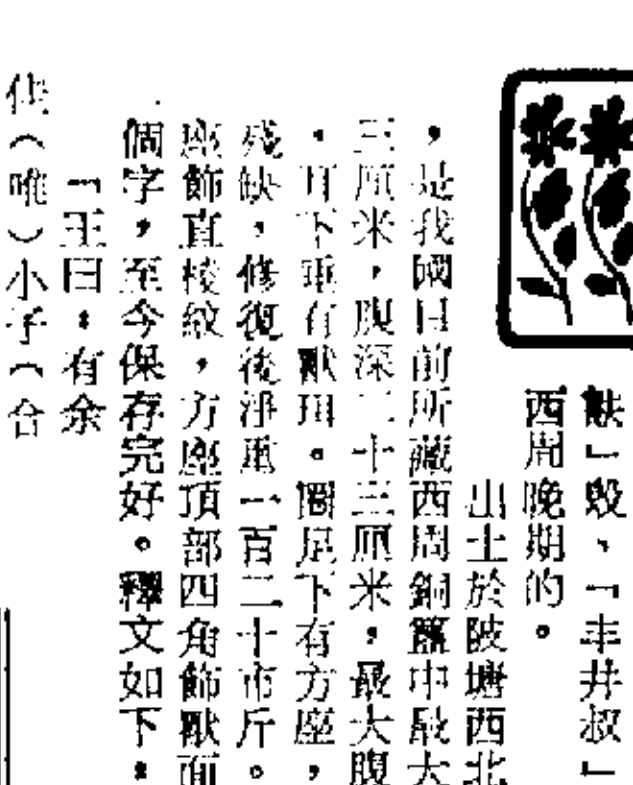 㝬」毁、「丰井叔」
西周晚期的。
出土於陂塘西北
，是我國目前所藏西周銅簋中最大
三厘米，腹深二十三厘米，最大腹
，耳下垂有獸珥。圈足下有方座，
殘缺，修復後淨重一百二十市斤。
座飾直棱紋，方座頂部四角飾獸面
個字，至今保存完好。釋文如下：
「王曰：有余
隹（唯）小子（合